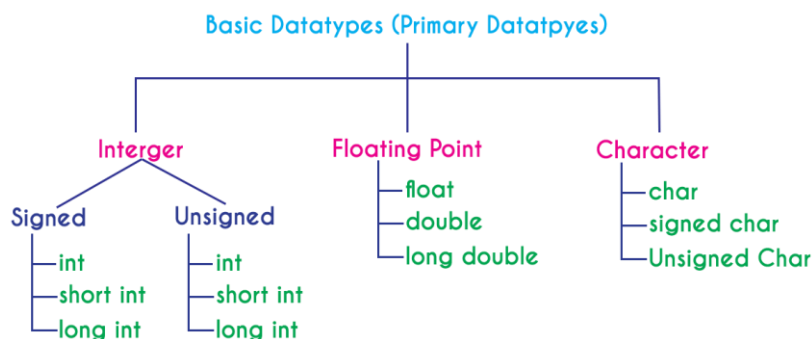 Basic Datatypes (Primary Datatpyes)
Interger
Floating Point
Character
Signed
Unsigned
int
short int
long int
int
short int
long int
float
double
long double
char
signed char
Unsigned Char